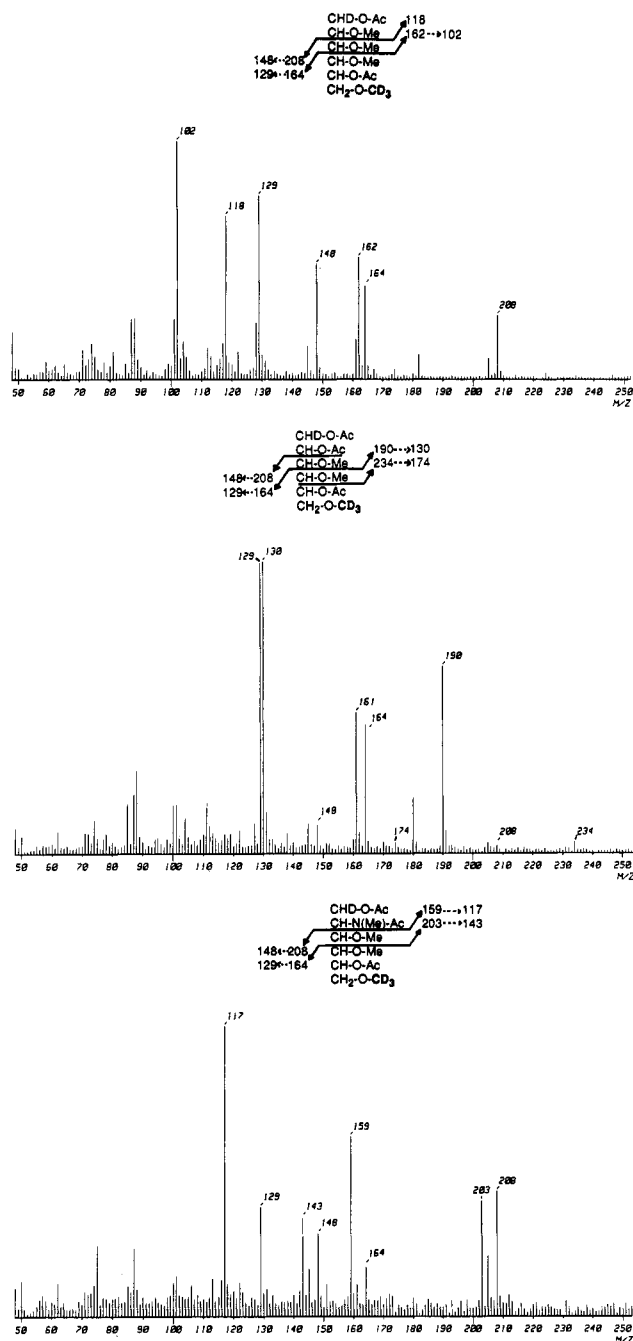 CHD-O-Ac 118
CH-O-Me 162--->102
CH-O-Me
148<--208 CH-O-Me
129<--164 CH-O-Ac
CH2-O-CD3
102
118
129
148
162
164
208
50 60 70 80 90 100 110 120 130 140 150 160 170 180 190 200 210 220 230 240 250
M/Z
CHD-O-Ac
CH-O-Ac 190--->130
CH-O-Me 234--->174
148<--208 CH-O-Me
129<--164 CH-O-Ac
CH2-O-CD3
129 130
148
161
164
174
190
208
234
50 60 70 80 90 100 110 120 130 140 150 160 170 180 190 200 210 220 230 240 250
M/Z
CHD-O-Ac 159--->117
CH-N(Me)-Ac 203--->143
CH-O-Me
148<--208 CH-O-Me
129<--164 CH-O-Ac
CH2-O-CD3
117
129
143
148
159
164
203
208
50 60 70 80 90 100 110 120 130 140 150 160 170 180 190 200 210 220 230 240 250
M/Z